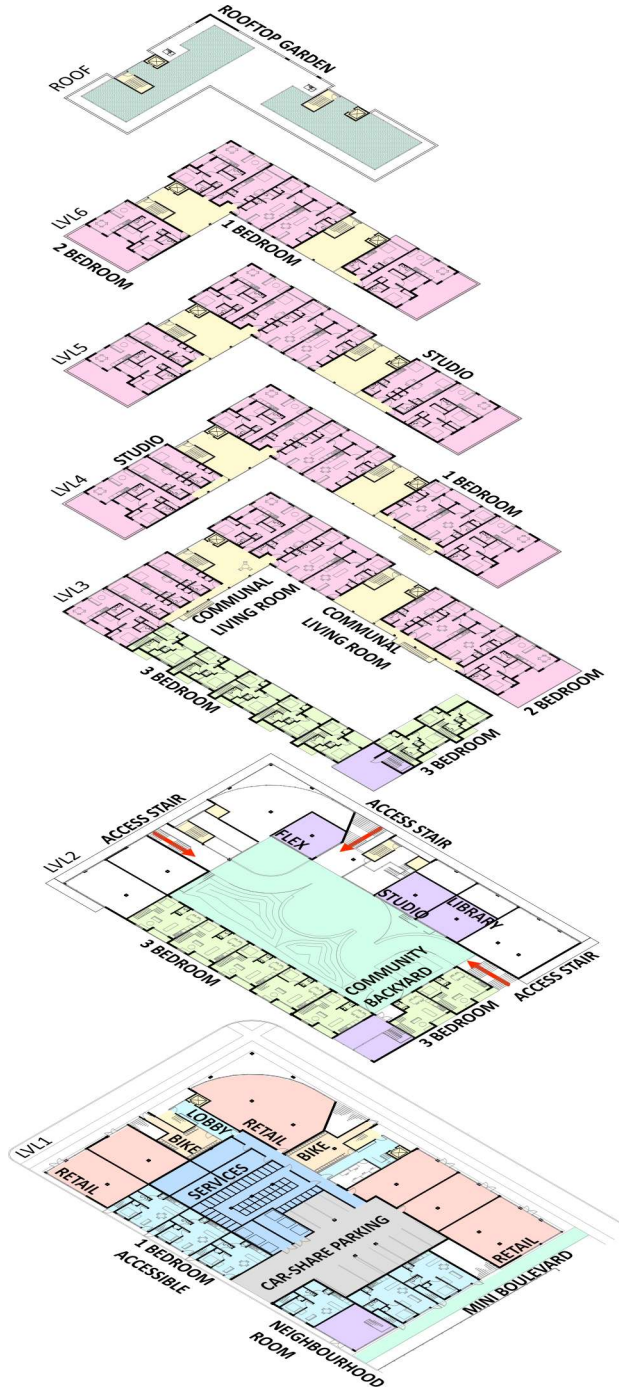 ROOFTOP GARDEN
ROOF
LVL6
2 BEDROOM
1 BEDROOM
LVL5
STUDIO
LVL4
STUDIO
1 BEDROOM
LVL3
COMMUNAL
LIVING ROOM
COMMUNAL
LIVING ROOM
3 BEDROOM
2 BEDROOM
3 BEDROOM
LVL2
ACCESS STAIR
ACCESS STAIR
FLEX
STUDIO
LIBRARY
COMMUNITY
BACKYARD
3 BEDROOM
3 BEDROOM
ACCESS STAIR
LVL1
RETAIL
LOBBY
BIKE
BIKE
SERVICES
RETAIL
CAR-SHARE PARKING
RETAIL
1 BEDROOM
ACCESSIBLE
MINI BOULEVARD
NEIGHBOURHOOD
ROOM